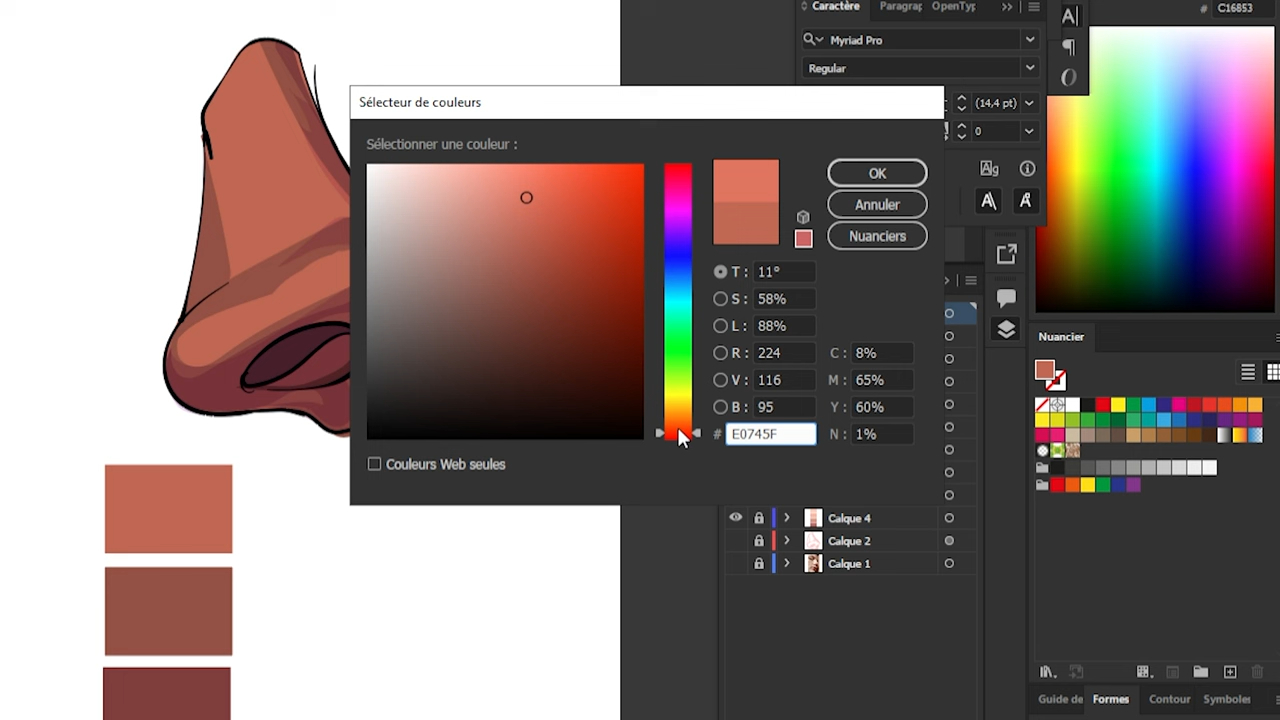 Caractère Paragrap OpenTyp
# C16853
Myriad Pro
Regular
(14,4 pt)
0
Sélecteur de couleurs
Sélectionner une couleur :
OK
Annuler
Nuanciers
T : 11°
S : 58%
L : 88%
R : 224 C : 8%
V : 116 M : 65%
B : 95 Y : 60%
# E0745F N : 1%
Couleurs Web seules
Nuancier
Calque 4
Calque 2
Calque 1
Guide de Formes Contour Symboles